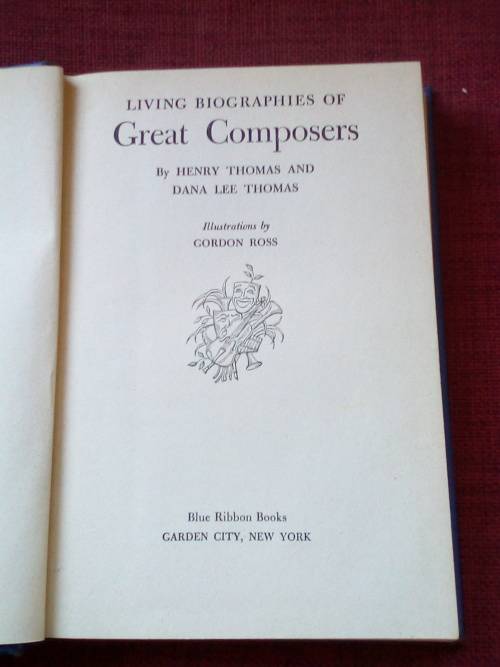 LIVING BIOGRAPHIES OF
Great Composers
By HENRY THOMAS AND
DANA LEE THOMAS
Illustrations by
GORDON ROSS
Blue Ribbon Books
GARDEN CITY, NEW YORK